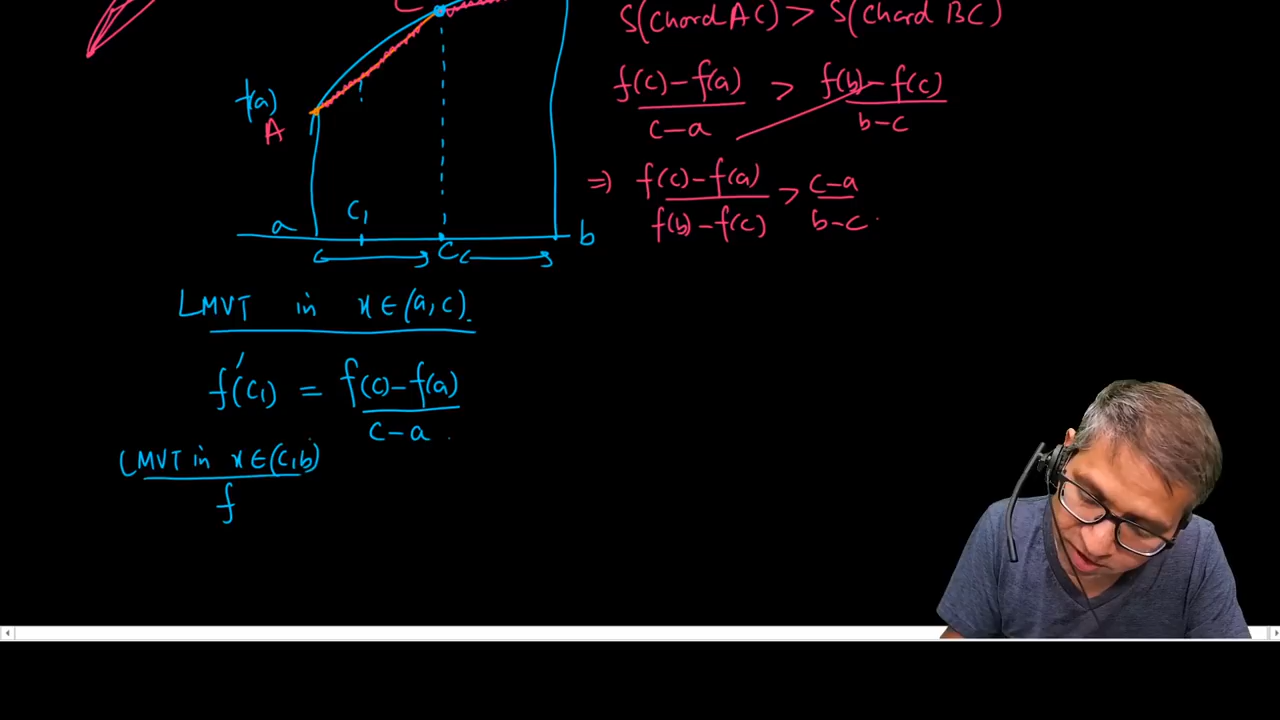 C
S(Chord AC) > S(Chord BC)
f(a)
A
f(c)-f(a) / c-a > f(b)-f(c) / b-c
⇒ f(c)-f(a) / f(b)-f(c) > c-a / b-c
a c₁ c b
LMVT in x∈(a,c).
f'(c₁) = f(c)-f(a) / c-a
LMVT in x∈(c,b)
f